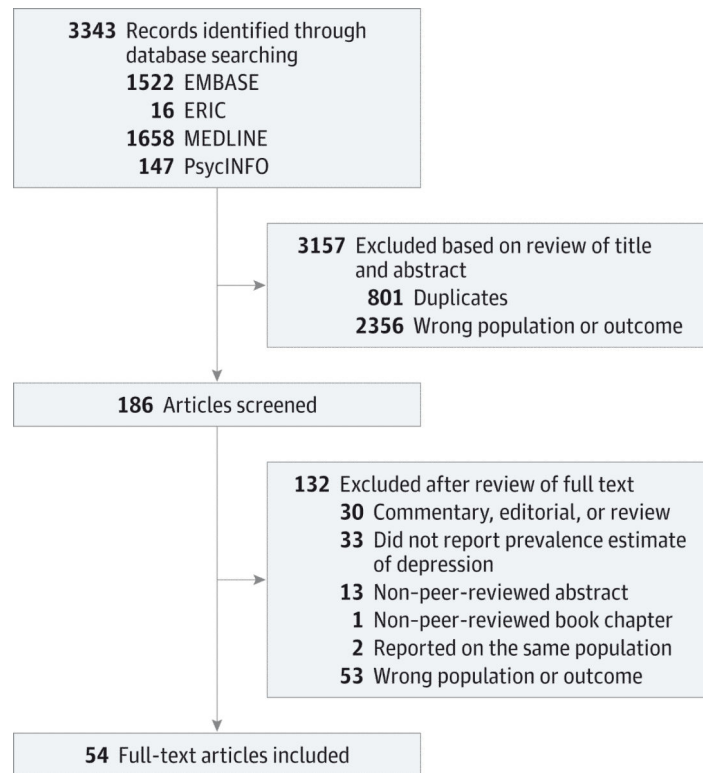 3343 Records identified through
database searching
1522 EMBASE
16 ERIC
1658 MEDLINE
147 PsycINFO
3157 Excluded based on review of title
and abstract
801 Duplicates
2356 Wrong population or outcome
186 Articles screened
132 Excluded after review of full text
30 Commentary, editorial, or review
33 Did not report prevalence estimate
of depression
13 Non-peer-reviewed abstract
1 Non-peer-reviewed book chapter
2 Reported on the same population
53 Wrong population or outcome
54 Full-text articles included